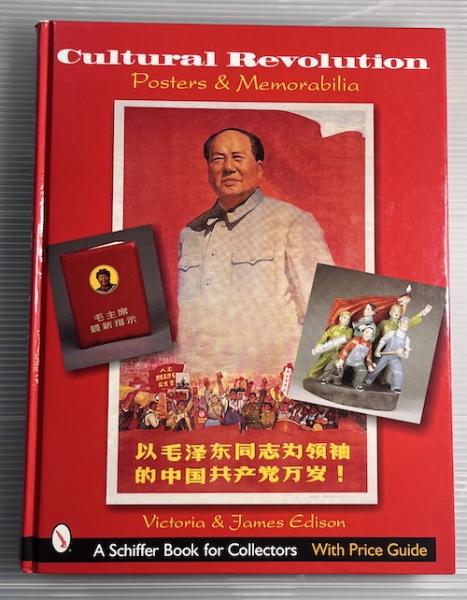 Cultural Revolution
Posters & Memorabilia
毛主席
最新指示
以毛泽东同志为领袖
的中国共产党万岁！
Victoria & James Edison
A Schiffer Book for Collectors With Price Guide